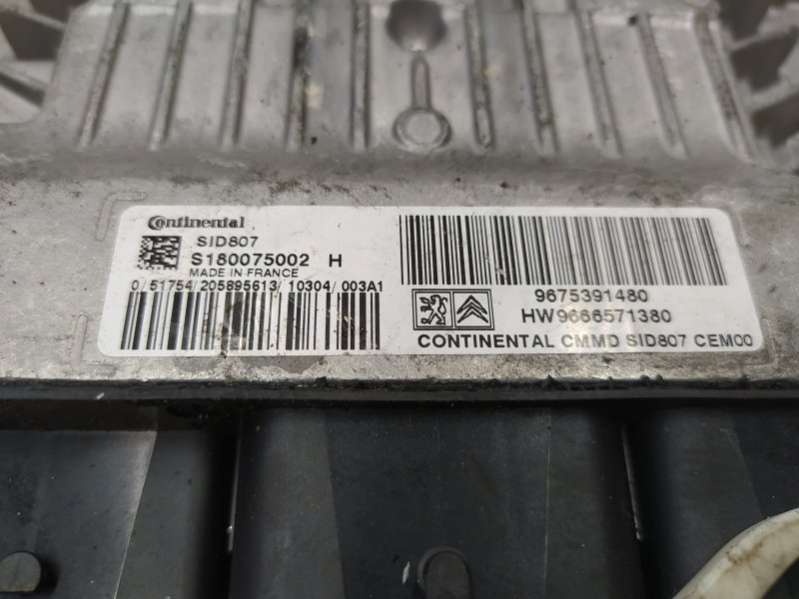 Continental
SID807
S180075002 H
MADE IN FRANCE
0/51754/205895613/10304/003A1
9675391480
HW9666571380
CONTINENTAL CMMD SID807 CEM00